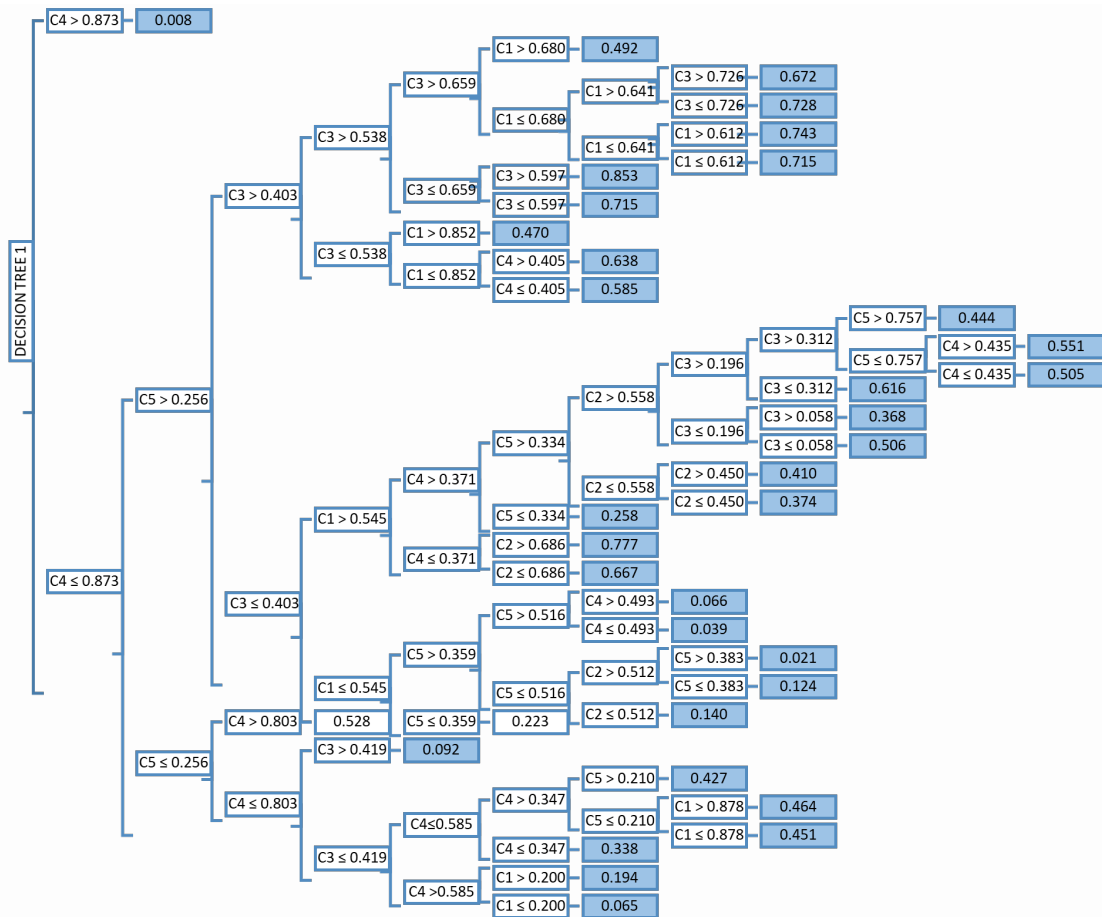 DECISION TREE 1
C4 > 0.873 0.008
C1 > 0.680 0.492
C3 > 0.659 C1 > 0.641 C3 > 0.726 0.672
C3 ≤ 0.726 0.728
C3 > 0.538 C1 ≤ 0.680 C1 ≤ 0.641 C1 > 0.612 0.743
C1 ≤ 0.612 0.715
C3 > 0.403 C3 ≤ 0.659 C3 > 0.597 0.853
C3 ≤ 0.597 0.715
C3 ≤ 0.538 C1 > 0.852 0.470
C1 ≤ 0.852 C4 > 0.405 0.638
C4 ≤ 0.405 0.585
C5 > 0.757 0.444
C3 > 0.312 C5 ≤ 0.757 C4 > 0.435 0.551
C4 ≤ 0.435 0.505
C3 > 0.196 C3 ≤ 0.312 0.616
C5 > 0.256 C2 > 0.558 C3 ≤ 0.196 C3 > 0.058 0.368
C3 ≤ 0.058 0.506
C5 > 0.334 C2 ≤ 0.558 C2 > 0.450 0.410
C2 ≤ 0.450 0.374
C4 > 0.371 C5 ≤ 0.334 0.258
C1 > 0.545 C4 ≤ 0.371 C2 > 0.686 0.777
C2 ≤ 0.686 0.667
C4 ≤ 0.873 C3 ≤ 0.403 C5 > 0.516 C4 > 0.493 0.066
C4 ≤ 0.493 0.039
C5 > 0.359 C2 > 0.512 C5 > 0.383 0.021
C1 ≤ 0.545 C5 ≤ 0.516 C5 ≤ 0.383 0.124
C4 > 0.803 0.528 C5 ≤ 0.359 0.223 C2 ≤ 0.512 0.140
C5 ≤ 0.256 C3 > 0.419 0.092
C4 ≤ 0.803 C4 > 0.347 C5 > 0.210 0.427
C4≤0.585 C5 ≤ 0.210 C1 > 0.878 0.464
C1 ≤ 0.878 0.451
C3 ≤ 0.419 C4 ≤ 0.347 0.338
C4 >0.585 C1 > 0.200 0.194
C1 ≤ 0.200 0.065